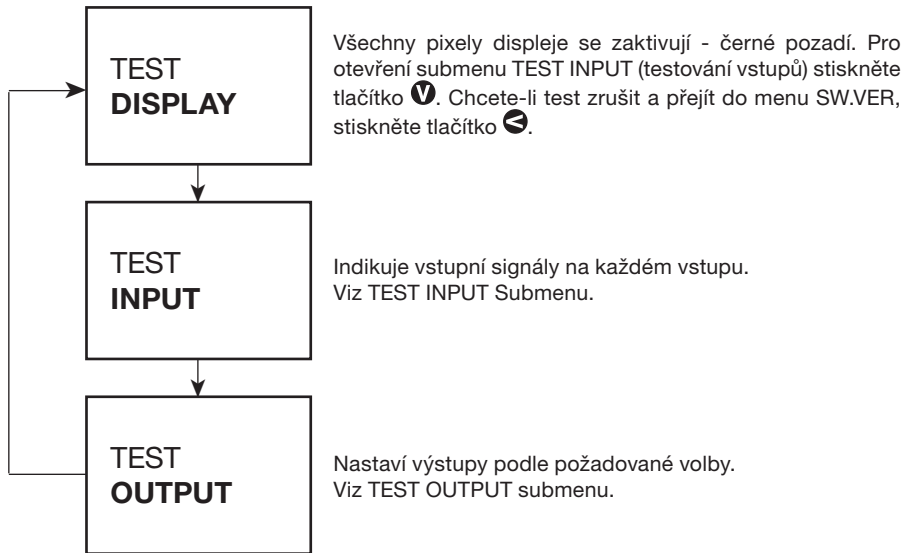 TEST
DISPLAY
Všechny pixely displeje se zaktivují - černé pozadí. Pro
otevření submenu TEST INPUT (testování vstupů) stiskněte
tlačítko V. Chcete-li test zrušit a přejít do menu SW.VER,
stiskněte tlačítko <.
TEST
INPUT
Indikuje vstupní signály na každém vstupu.
Viz TEST INPUT Submenu.
TEST
OUTPUT
Nastaví výstupy podle požadované volby.
Viz TEST OUTPUT submenu.